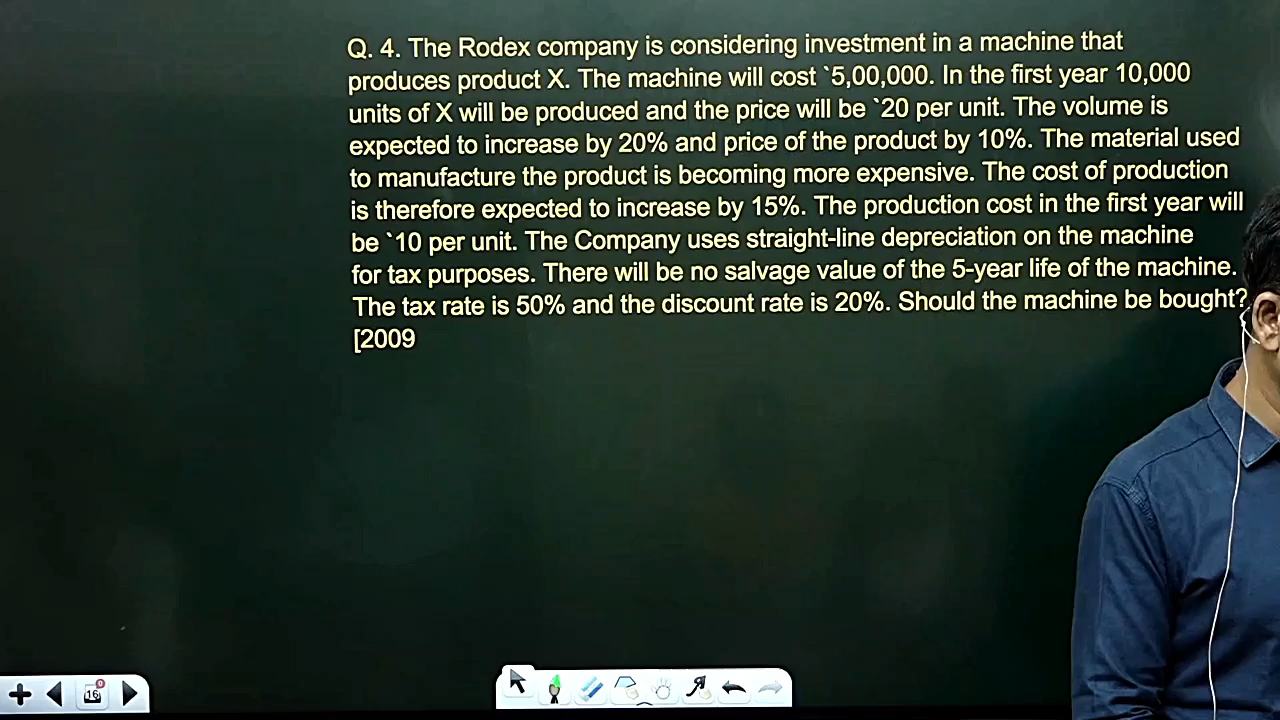 Q. 4. The Rodex company is considering investment in a machine that
produces product X. The machine will cost `5,00,000. In the first year 10,000
units of X will be produced and the price will be `20 per unit. The volume is
expected to increase by 20% and price of the product by 10%. The material used
to manufacture the product is becoming more expensive. The cost of production
is therefore expected to increase by 15%. The production cost in the first year will
be `10 per unit. The Company uses straight-line depreciation on the machine
for tax purposes. There will be no salvage value of the 5-year life of the machine.
The tax rate is 50% and the discount rate is 20%. Should the machine be bought?
[2009
16
0